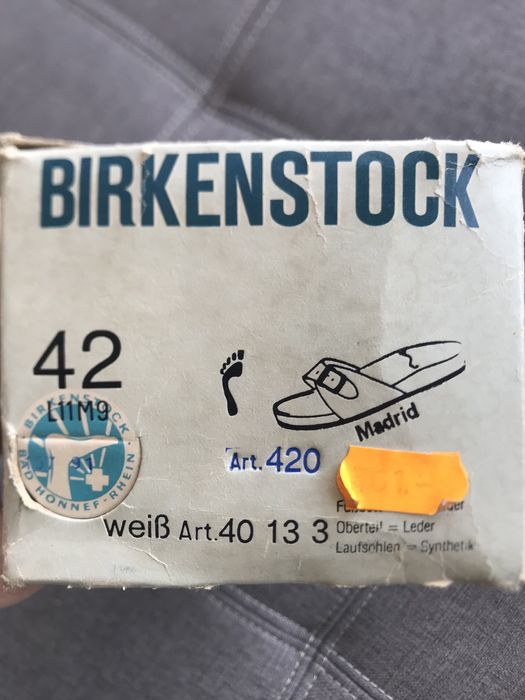 BIRKENSTOCK
42
L11M9
BIRKENSTOCK · BAD HONNEF-RHEIN ·
Madrid
Art. 420
weiß Art. 40 13 3
Oberteil = Leder
Laufsohlen = Synthetik